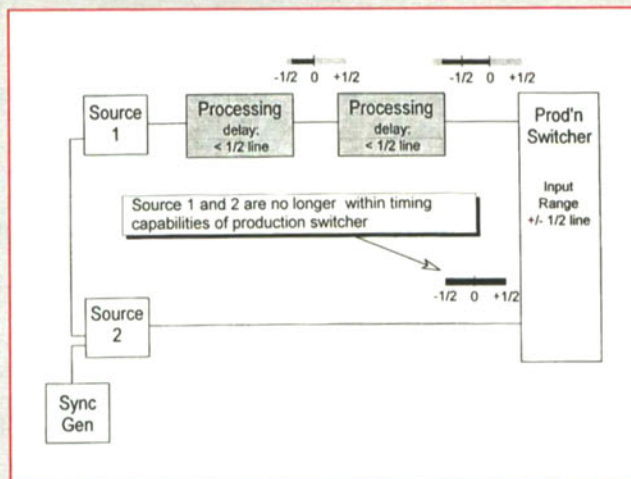 -1/2 0 +1/2
-1/2 0 +1/2
Source
1
Processing
delay:
< 1/2 line
Processing
delay:
< 1/2 line
Prod'n
Switcher
Input
Range
+/- 1/2 line
Source 1 and 2 are no longer within timing
capabilities of production switcher
-1/2 0 +1/2
Source
2
Sync
Gen